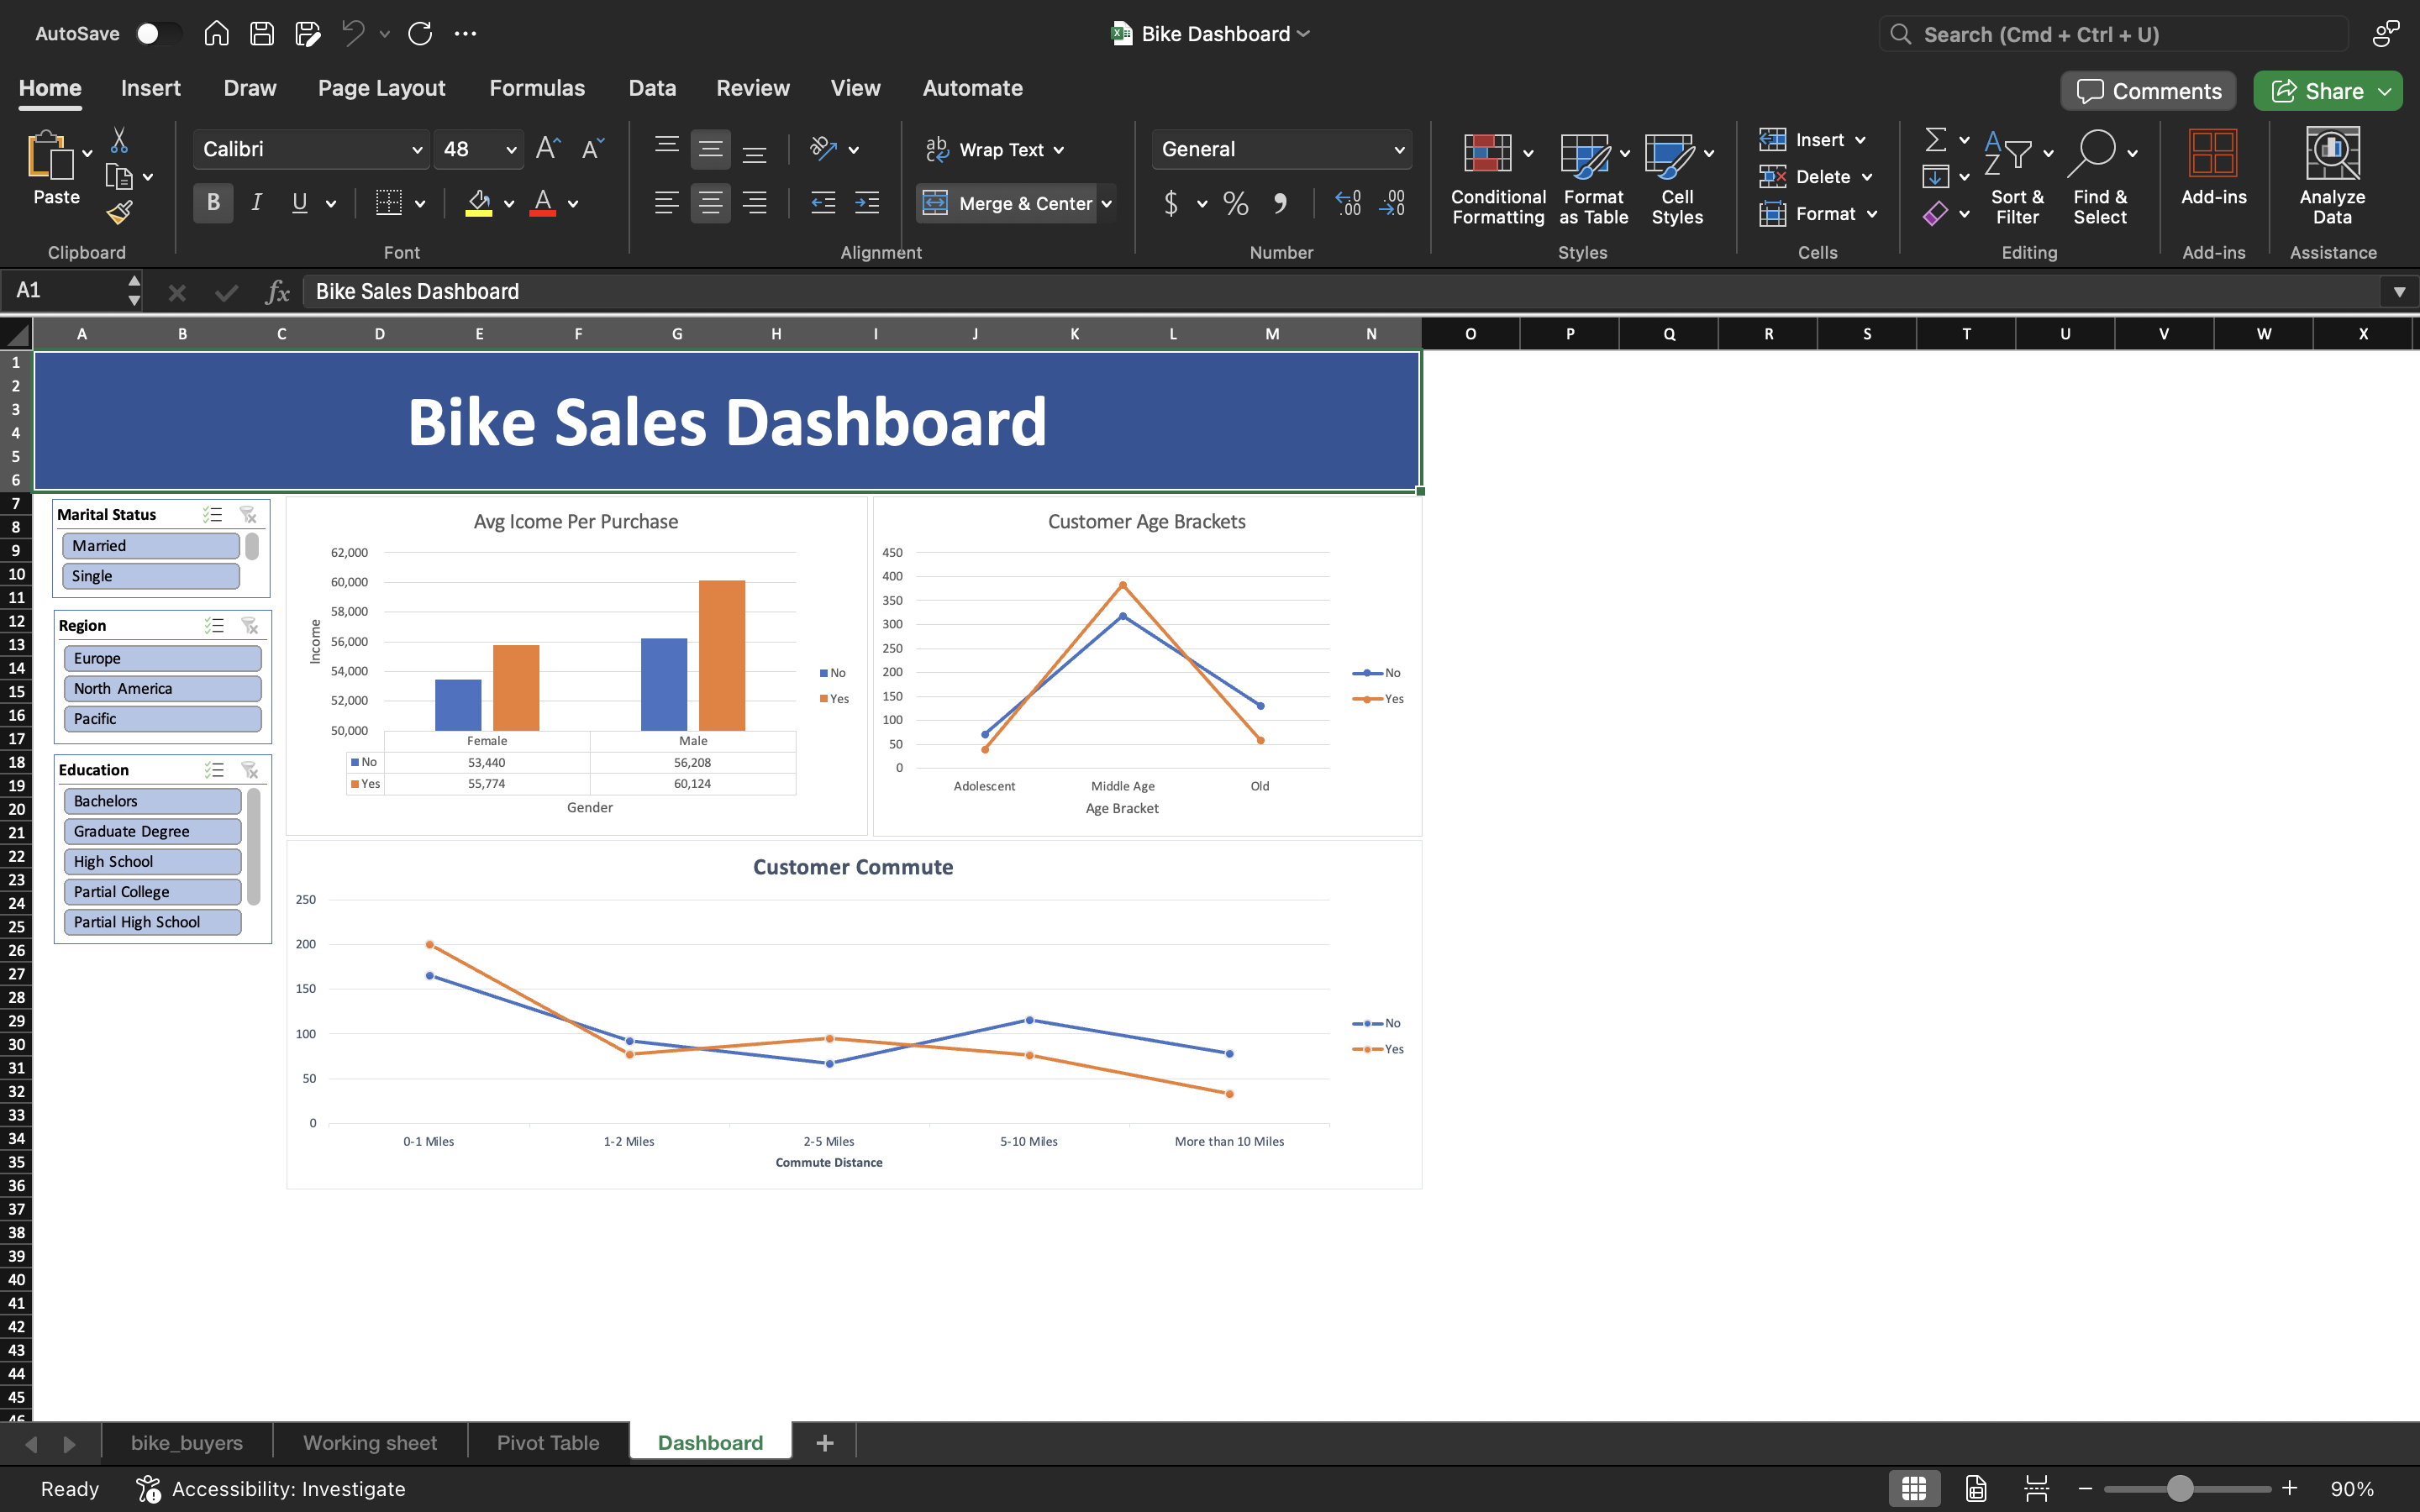 AutoSave
Bike Dashboard
Search (Cmd + Ctrl + U)
Home Insert Draw Page Layout Formulas Data Review View Automate
Comments Share
Paste
Calibri 48
B I U A
Wrap Text
Merge & Center
General
$ % 9 .00 .0
Conditional Formatting
Format as Table
Cell Styles
Insert
Delete
Format
Sort & Filter
Find & Select
Add-ins
Analyze Data
Clipboard Font Alignment Number Styles Cells Editing Add-ins Assistance
A1 fx Bike Sales Dashboard
A B C D E F G H I J K L M N O P Q R S T U V W X
1
2
3
4
5
6
7
8
9
10
11
12
13
14
15
16
17
18
19
20
21
22
23
24
25
26
27
28
29
30
31
32
33
34
35
36
37
38
39
40
41
42
43
44
45
46
Bike Sales Dashboard
Marital Status
Married
Single
Region
Europe
North America
Pacific
Education
Bachelors
Graduate Degree
High School
Partial College
Partial High School
Avg Icome Per Purchase
Income
62,000
60,000
58,000
56,000
54,000
52,000
50,000
Female Male
No 53,440 56,208
Yes 55,774 60,124
Gender
No
Yes
Customer Age Brackets
450
400
350
300
250
200
150
100
50
0
Adolescent Middle Age Old
Age Bracket
No
Yes
Customer Commute
250
200
150
100
50
0
0-1 Miles 1-2 Miles 2-5 Miles 5-10 Miles More than 10 Miles
Commute Distance
No
Yes
bike_buyers Working sheet Pivot Table Dashboard +
Ready Accessibility: Investigate 90%